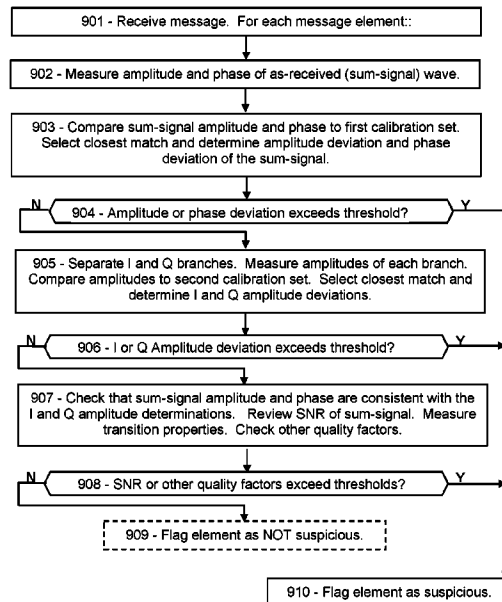 901 - Receive message. For each message element::
902 - Measure amplitude and phase of as-received (sum-signal) wave.
903 - Compare sum-signal amplitude and phase to first calibration set.
Select closest match and determine amplitude deviation and phase
deviation of the sum-signal.
N
904 - Amplitude or phase deviation exceeds threshold?
Y
905 - Separate I and Q branches. Measure amplitudes of each branch.
Compare amplitudes to second calibration set. Select closest match and
determine I and Q amplitude deviations.
N
906 - I or Q Amplitude deviation exceeds threshold?
Y
907 - Check that sum-signal amplitude and phase are consistent with the
I and Q amplitude determinations. Review SNR of sum-signal. Measure
transition properties. Check other quality factors.
N
908 - SNR or other quality factors exceed thresholds?
Y
909 - Flag element as NOT suspicious.
910 - Flag element as suspicious.